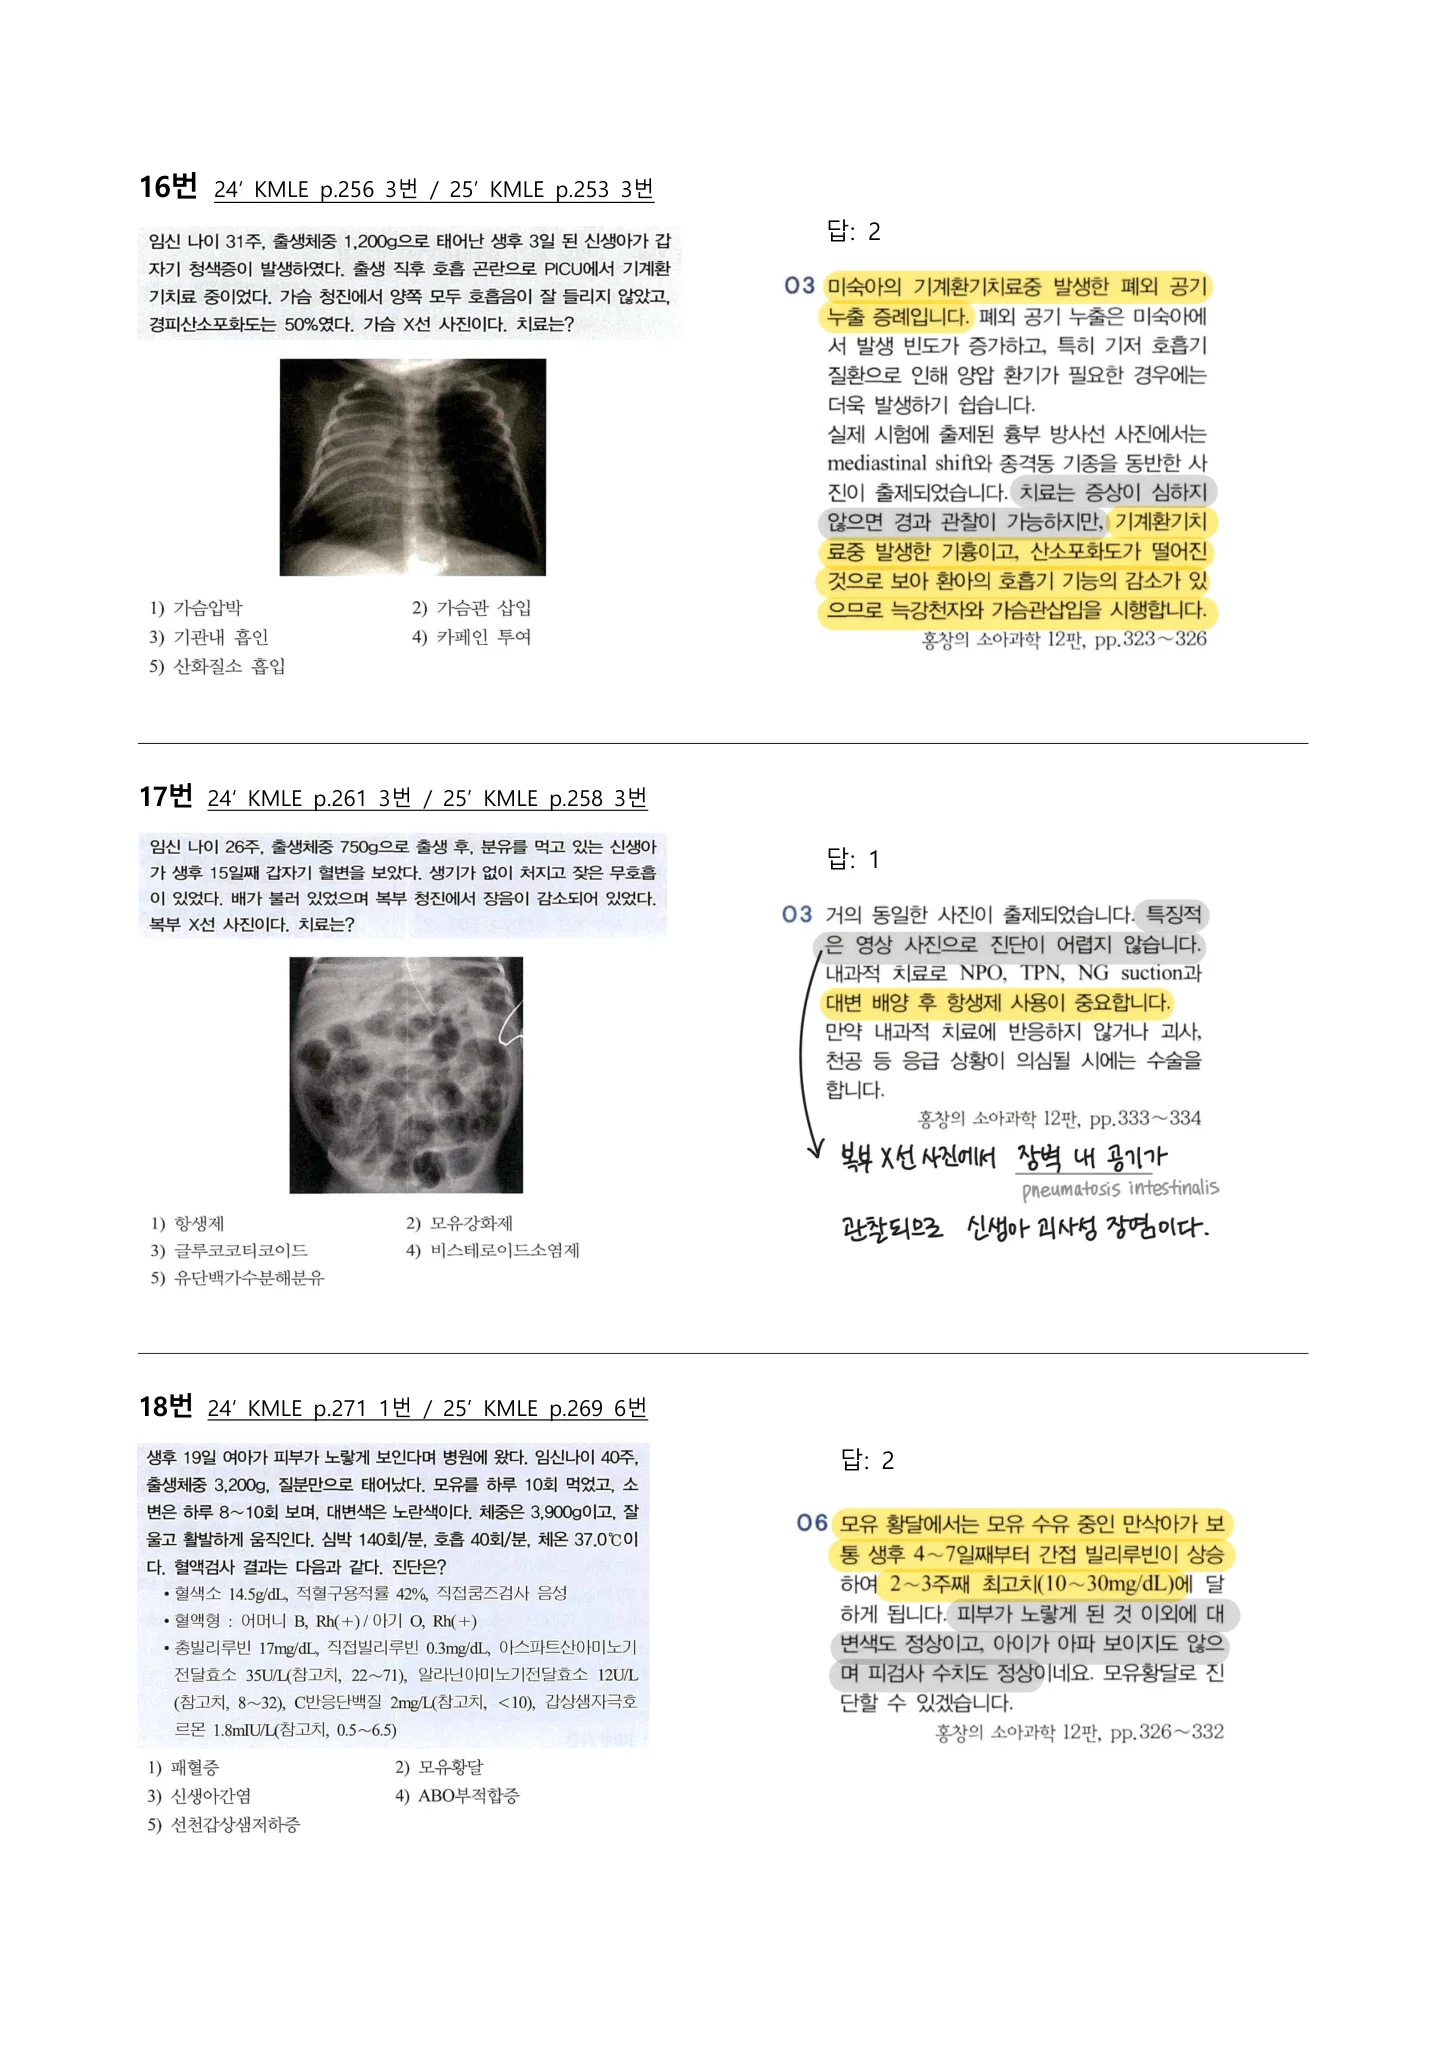 16번 24‘ KMLE p.256 3번 / 25’ KMLE p.253 3번
임신 나이 31주, 출생체중 1,200g으로 태어난 생후 3일 된 신생아가 갑
자기 청색증이 발생하였다. 출생 직후 호흡 곤란으로 PICU에서 기계환
기치료 중이었다. 가슴 청진에서 양쪽 모두 호흡음이 잘 들리지 않았고,
경피산소포화도는 50%였다. 가슴 X선 사진이다. 치료는?
1) 가슴압박
2) 가슴관 삽입
3) 기관내 흡인
4) 카페인 투여
5) 산화질소 흡입
답: 2
03 미숙아의 기계환기치료중 발생한 폐외 공기
누출 증례입니다. 폐외 공기 누출은 미숙아에
서 발생 빈도가 증가하고, 특히 기저 호흡기
질환으로 인해 양압 환기가 필요한 경우에는
더욱 발생하기 쉽습니다.
실제 시험에 출제된 흉부 방사선 사진에서는
mediastinal shift와 종격동 기종을 동반한 사
진이 출제되었습니다. 치료는 증상이 심하지
않으면 경과 관찰이 가능하지만, 기계환기치
료중 발생한 기흉이고, 산소포화도가 떨어진
것으로 보아 환아의 호흡기 기능의 감소가 있
으므로 늑강천자와 가슴관삽입을 시행합니다.
홍창의 소아과학 12판, pp.323~326
17번 24‘ KMLE p.261 3번 / 25’ KMLE p.258 3번
임신 나이 26주, 출생체중 750g으로 출생 후, 분유를 먹고 있는 신생아
가 생후 15일째 갑자기 혈변을 보았다. 생기가 없이 처지고 잦은 무호흡
이 있었다. 배가 불러 있었으며 복부 청진에서 장음이 감소되어 있었다.
복부 X선 사진이다. 치료는?
1) 항생제
2) 모유강화제
3) 글루코코티코이드
4) 비스테로이드소염제
5) 유단백가수분해분유
답: 1
03 거의 동일한 사진이 출제되었습니다. 특징적
은 영상 사진으로 진단이 어렵지 않습니다.
내과적 치료로 NPO, TPN, NG suction과
대변 배양 후 항생제 사용이 중요합니다.
만약 내과적 치료에 반응하지 않거나 괴사,
천공 등 응급 상황이 의심될 시에는 수술을
합니다.
홍창의 소아과학 12판, pp.333~334
복부 X선 사진에서 장벽 내 공기가
pneumatosis intestinalis
관찰되므로 신생아 괴사성 장염이다.
18번 24‘ KMLE p.271 1번 / 25’ KMLE p.269 6번
생후 19일 여아가 피부가 노랗게 보인다며 병원에 왔다. 임신나이 40주,
출생체중 3,200g, 질분만으로 태어났다. 모유를 하루 10회 먹었고, 소
변은 하루 8~10회 보며, 대변색은 노란색이다. 체중은 3,900g이고, 잘
울고 활발하게 움직인다. 심박 140회/분, 호흡 40회/분, 체온 37.0℃이
다. 혈액검사 결과는 다음과 같다. 진단은?
• 혈색소 14.5g/dL, 적혈구용적률 42%, 직접쿰즈검사 음성
• 혈액형 : 어머니 B, Rh(+) / 아기 O, Rh(+)
• 총빌리루빈 17mg/dL, 직접빌리루빈 0.3mg/dL, 아스파트산아미노기
전달효소 35U/L(참고치, 22~71), 알라닌아미노기전달효소 12U/L
(참고치, 8~32), C반응단백질 2mg/L(참고치, <10), 갑상샘자극호
르몬 1.8mIU/L(참고치, 0.5~6.5)
1) 패혈증
2) 모유황달
3) 신생아간염
4) ABO부적합증
5) 선천갑상샘저하증
답: 2
06 모유 황달에서는 모유 수유 중인 만삭아가 보
통 생후 4~7일째부터 간접 빌리루빈이 상승
하여 2~3주째 최고치(10~30mg/dL)에 달
하게 됩니다. 피부가 노랗게 된 것 이외에 대
변색도 정상이고, 아이가 아파 보이지도 않으
며 피검사 수치도 정상이네요. 모유황달로 진
단할 수 있겠습니다.
홍창의 소아과학 12판, pp.326~332